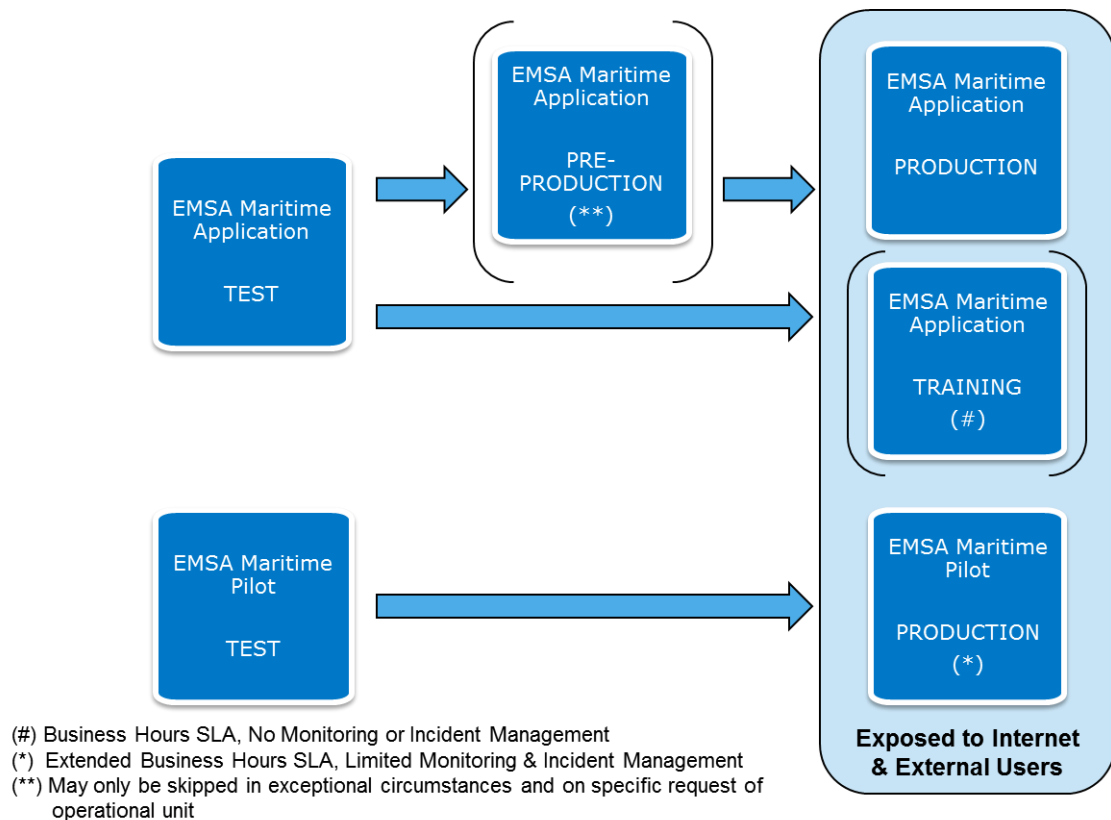 EMSA Maritime
Application
PRE-
PRODUCTION
(**)
EMSA Maritime
Application
PRODUCTION
EMSA Maritime
Application
TEST
EMSA Maritime
Application
TRAINING
(#)
EMSA Maritime
Pilot
TEST
EMSA Maritime
Pilot
PRODUCTION
(*)
(#) Business Hours SLA, No Monitoring or Incident Management
(*) Extended Business Hours SLA, Limited Monitoring & Incident Management
(**) May only be skipped in exceptional circumstances and on specific request of
operational unit
Exposed to Internet
& External Users